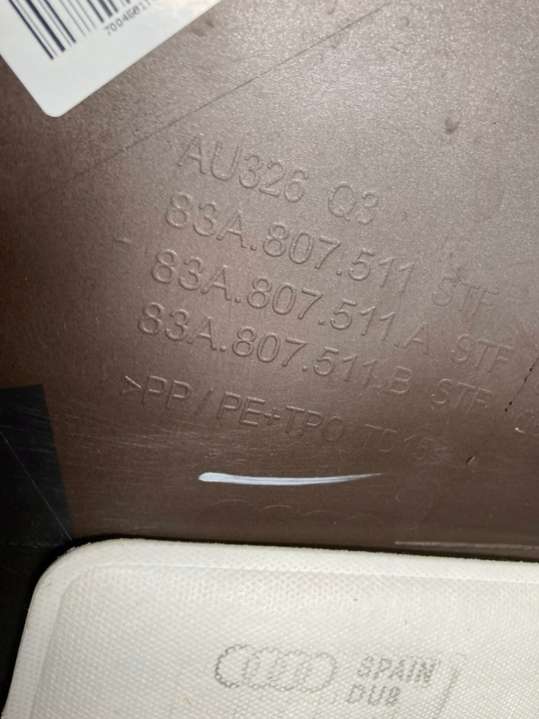 AU326 Q3
83A.807.511 STF
83A.807.511.A STF
83A.807.511.B STF
>PP/PE+TPO TD15
SPAIN
DUB